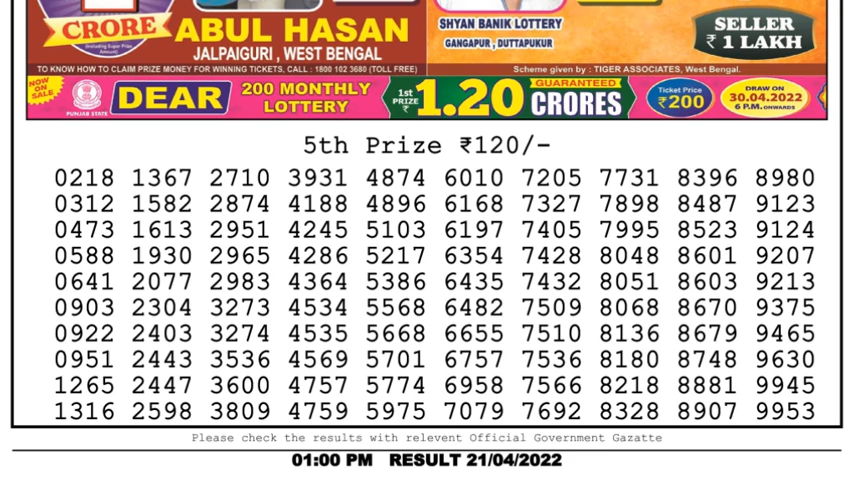 CRORE
(Including Super Prize Amount)
ABUL HASAN
JALPAIGURI, WEST BENGAL
SHYAN BANIK LOTTERY
GANGAPUR, DUTTAPUKUR
SELLER
₹ 1 LAKH
TO KNOW HOW TO CLAIM PRIZE MONEY FOR WINNING TICKETS, CALL : 1800 102 3680 (TOLL FREE)
Scheme given by : TIGER ASSOCIATES, West Bengal.
NOW ON SALE
PUNJAB STATE
DEAR
200 MONTHLY
LOTTERY
1st PRIZE ₹
1.20
GUARANTEED
CRORES
Ticket Price
₹200
DRAW ON
30.04.2022
6 P.M. ONWARDS
5th Prize ₹120/-
0218 1367 2710 3931 4874 6010 7205 7731 8396 8980
0312 1582 2874 4188 4896 6168 7327 7898 8487 9123
0473 1613 2951 4245 5103 6197 7405 7995 8523 9124
0588 1930 2965 4286 5217 6354 7428 8048 8601 9207
0641 2077 2983 4364 5386 6435 7432 8051 8603 9213
0903 2304 3273 4534 5568 6482 7509 8068 8670 9375
0922 2403 3274 4535 5668 6655 7510 8136 8679 9465
0951 2443 3536 4569 5701 6757 7536 8180 8748 9630
1265 2447 3600 4757 5774 6958 7566 8218 8881 9945
1316 2598 3809 4759 5975 7079 7692 8328 8907 9953
Please check the results with relevent Official Government Gazatte
01:00 PM RESULT 21/04/2022